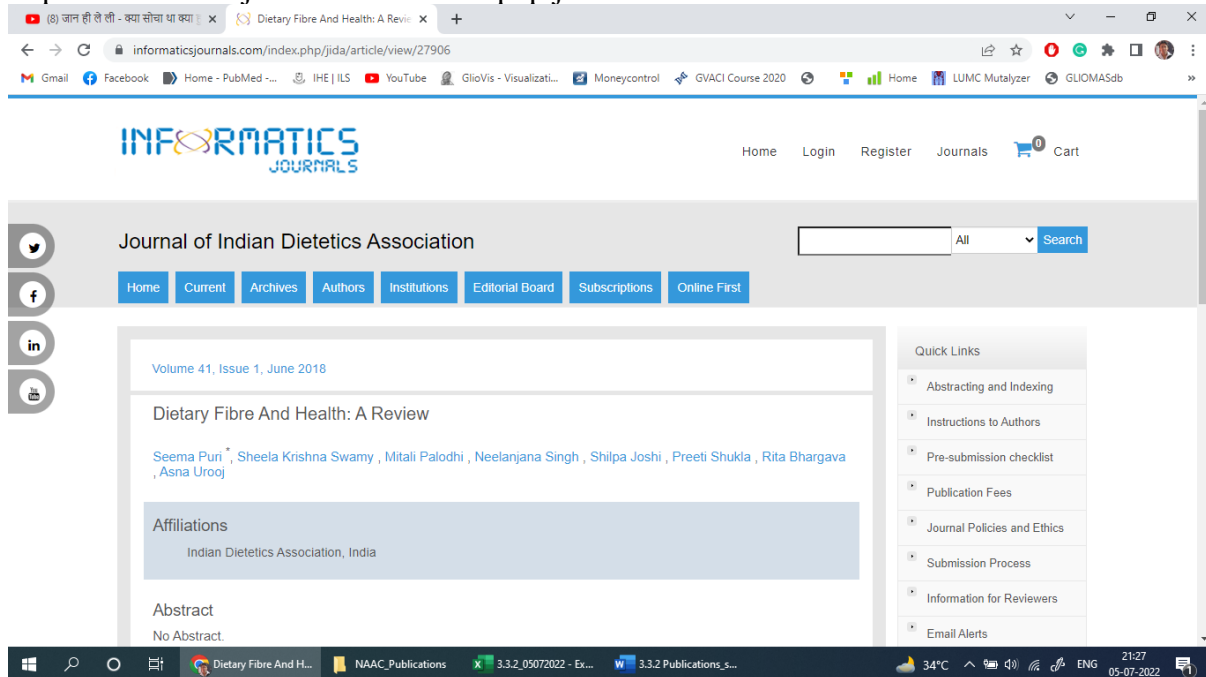 (8) जान ही ले ली - क्या सोचा था क्या
Dietary Fibre And Health: A Revie
informaticsjournals.com/index.php/jida/article/view/27906
Gmail Facebook Home - PubMed -... IHE | ILS YouTube GlioVis - Visualizati... Moneycontrol GVACI Course 2020 Home LUMC Mutalyzer GLIOMASdb »
INFORMATICS
JOURNALS
Home Login Register Journals 0 Cart
Journal of Indian Dietetics Association
All Search
Home Current Archives Authors Institutions Editorial Board Subscriptions Online First
Volume 41, Issue 1, June 2018
Dietary Fibre And Health: A Review
Seema Puri *, Sheela Krishna Swamy , Mitali Palodhi , Neelanjana Singh , Shilpa Joshi , Preeti Shukla , Rita Bhargava
, Asna Urooj
Affiliations
Indian Dietetics Association, India
Abstract
No Abstract.
Quick Links
Abstracting and Indexing
Instructions to Authors
Pre-submission checklist
Publication Fees
Journal Policies and Ethics
Submission Process
Information for Reviewers
Email Alerts
Dietary Fibre And H... NAAC_Publications 3.3.2_05072022 - Ex... 3.3.2 Publications_s... 34°C ENG 21:27
05-07-2022